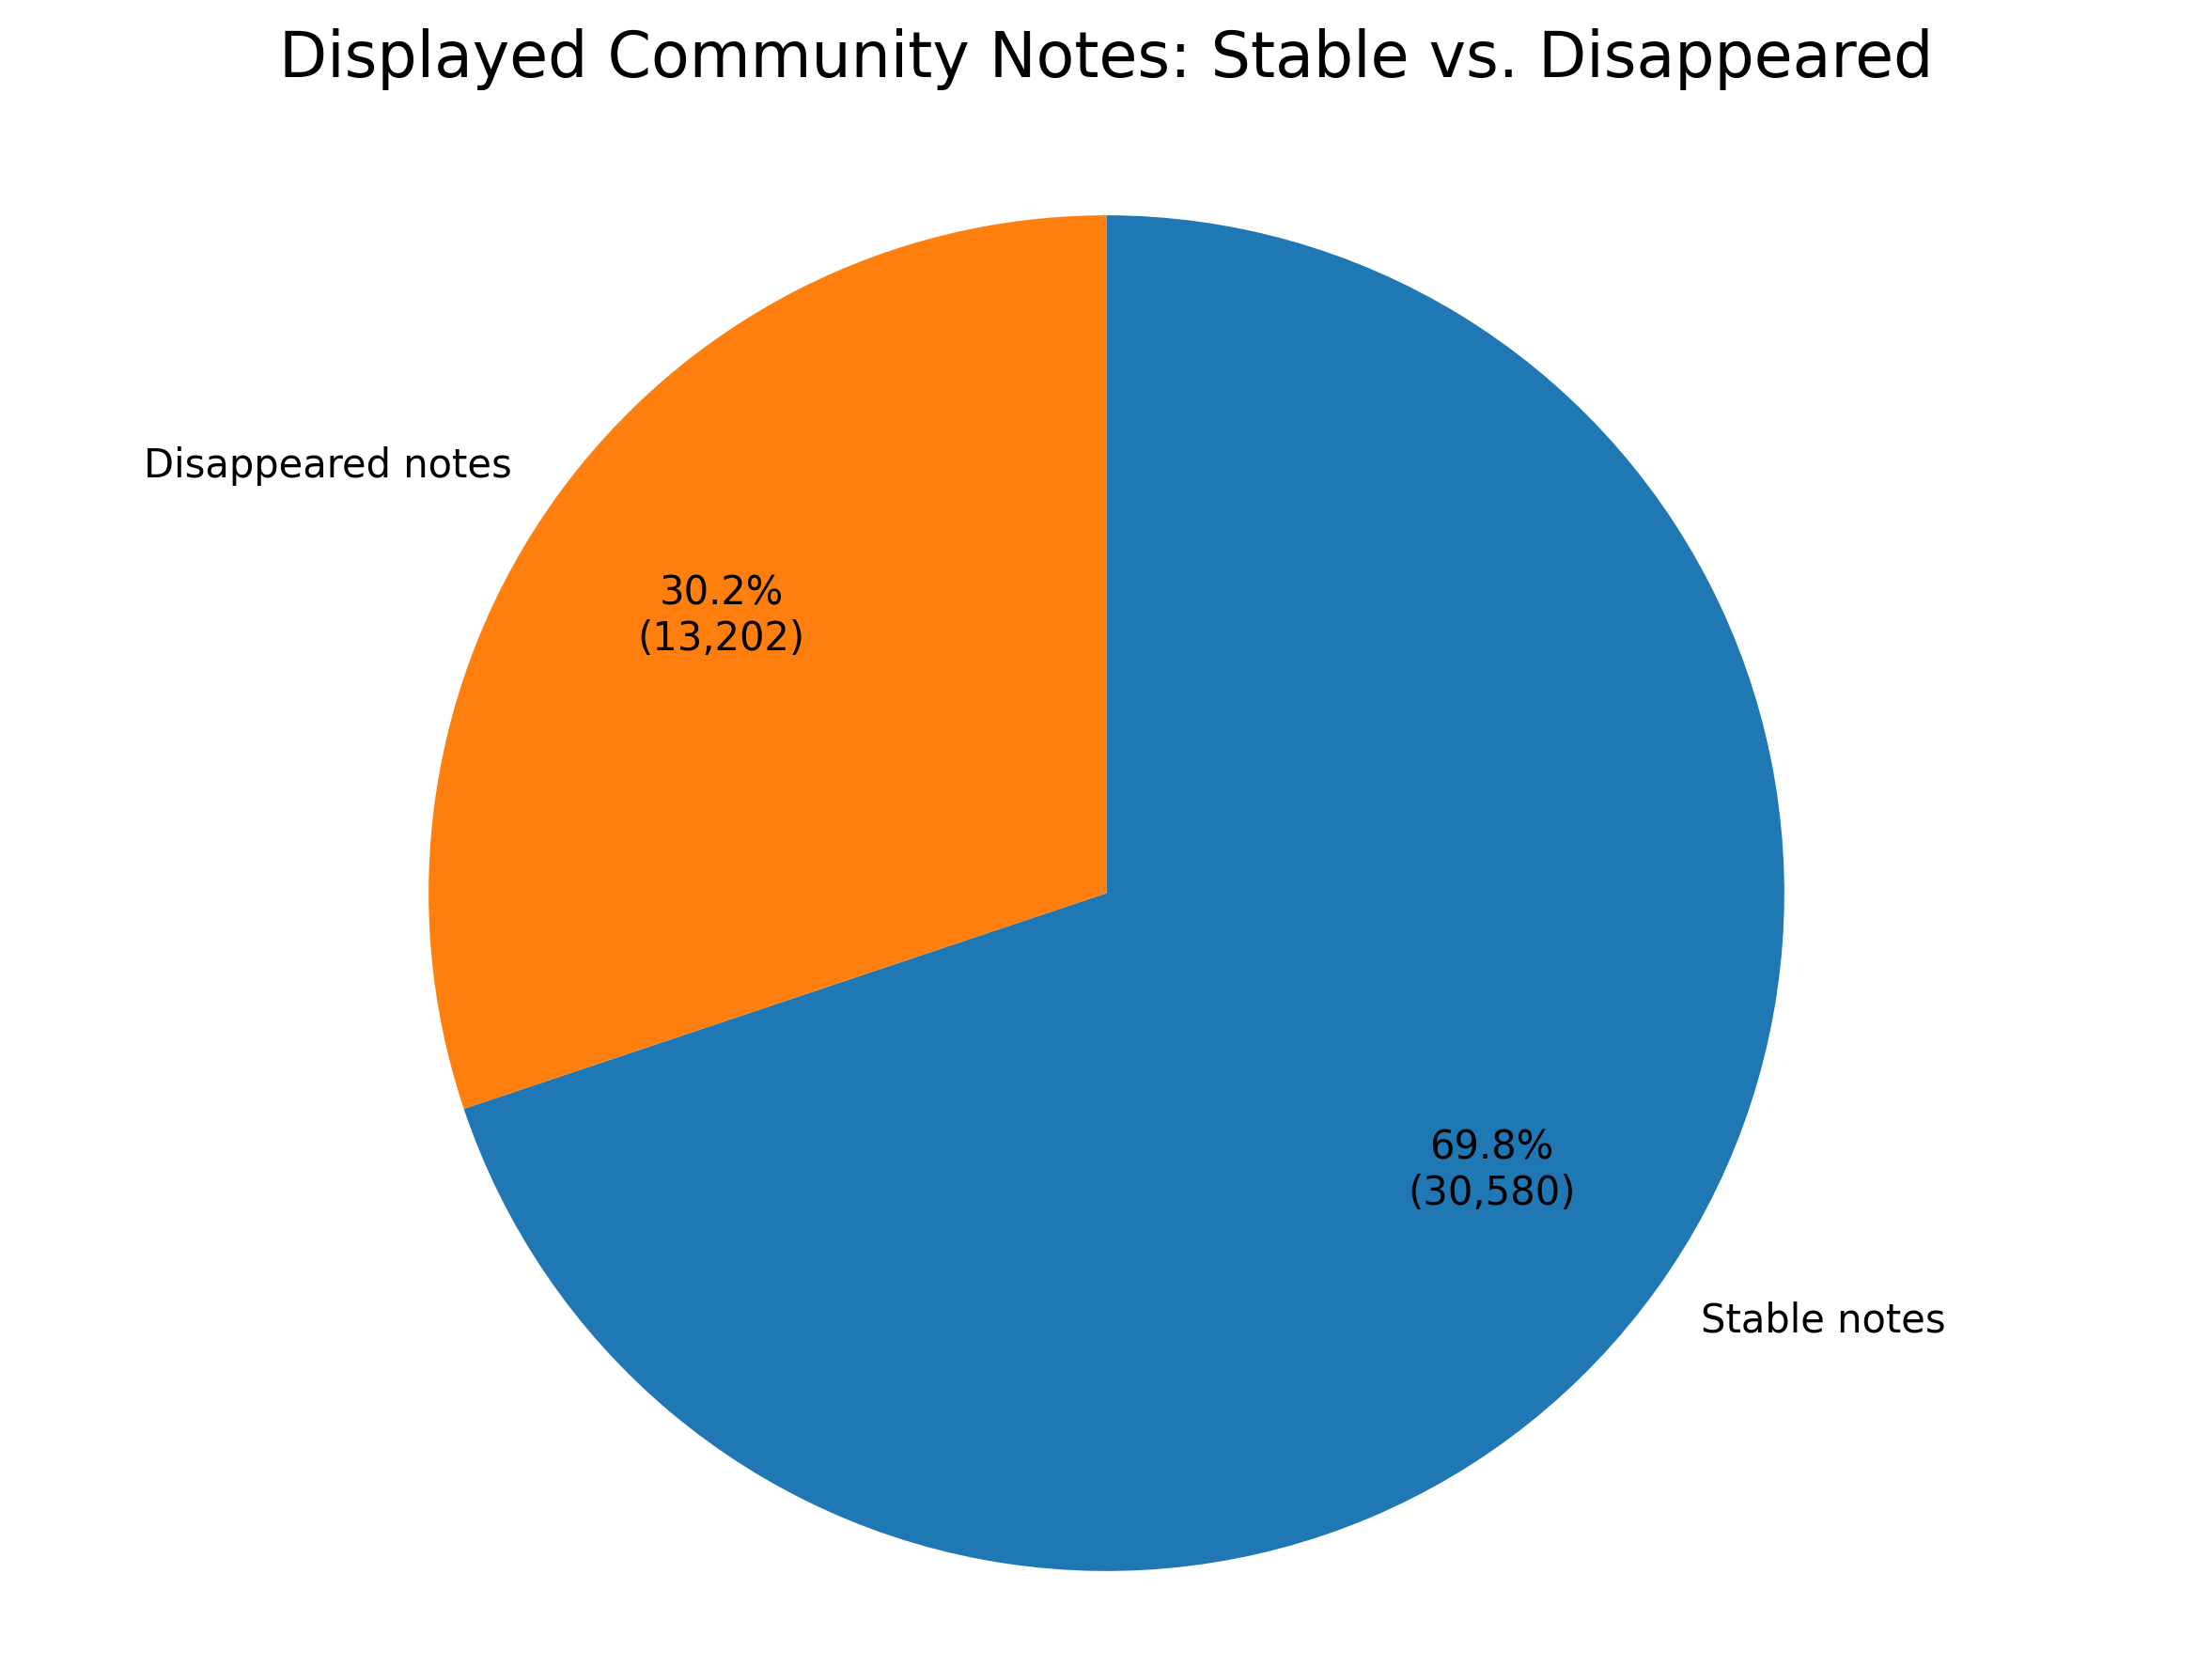 Displayed Community Notes: Stable vs. Disappeared
Disappeared notes
30.2%
(13,202)
69.8%
(30,580)
Stable notes